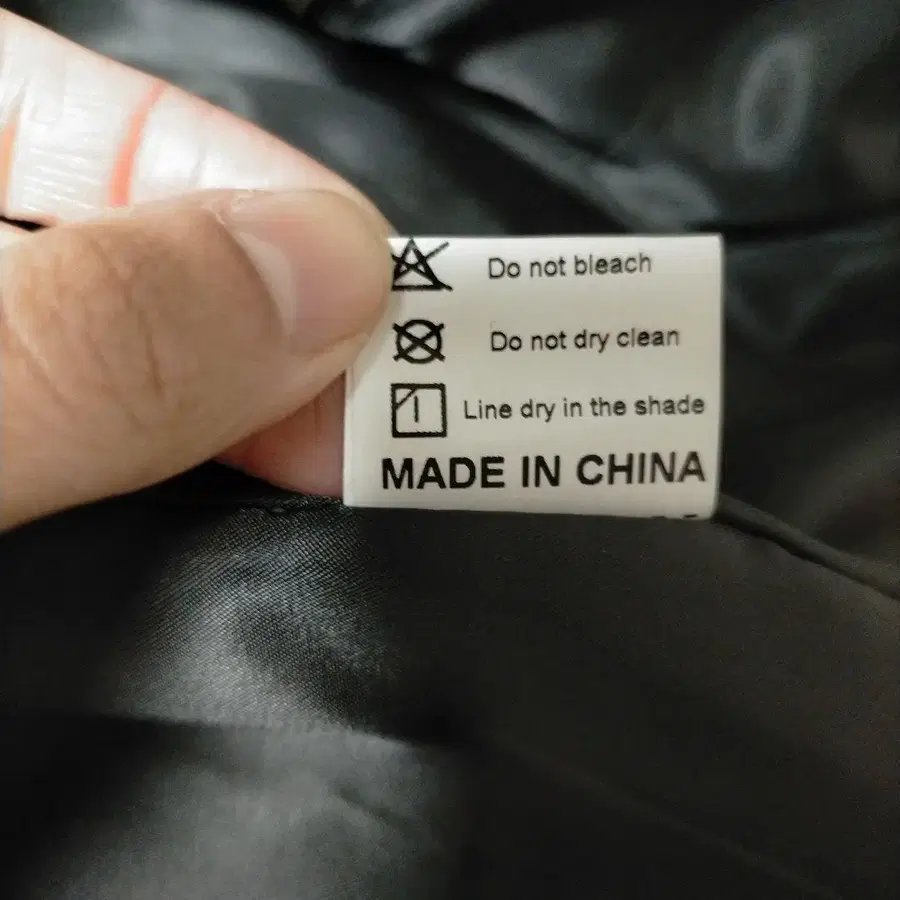 Do not bleach
Do not dry clean
Line dry in the shade
MADE IN CHINA